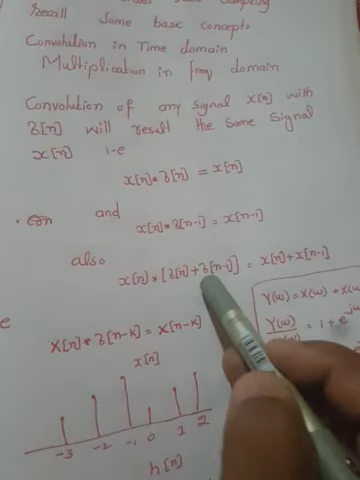 Recall some basic concepts
Convolution in Time domain
Multiplication in freq domain
Convolution of any signal x[n] with
δ[n] will result the same signal
x[n] i-e
x[n]*δ[n] = x[n]
and
x[n]*δ[n-1] = x[n-1]
also
x[n]*[δ[n]+δ[n-1]] = x[n]+x[n-1]
x[n]*δ[n-k] = x[n-k]
x[n]
-3 -2 -1 0 1 2
h[n]
Y(ω)=X(ω)+X(ω
Y(ω)
= 1+e
e